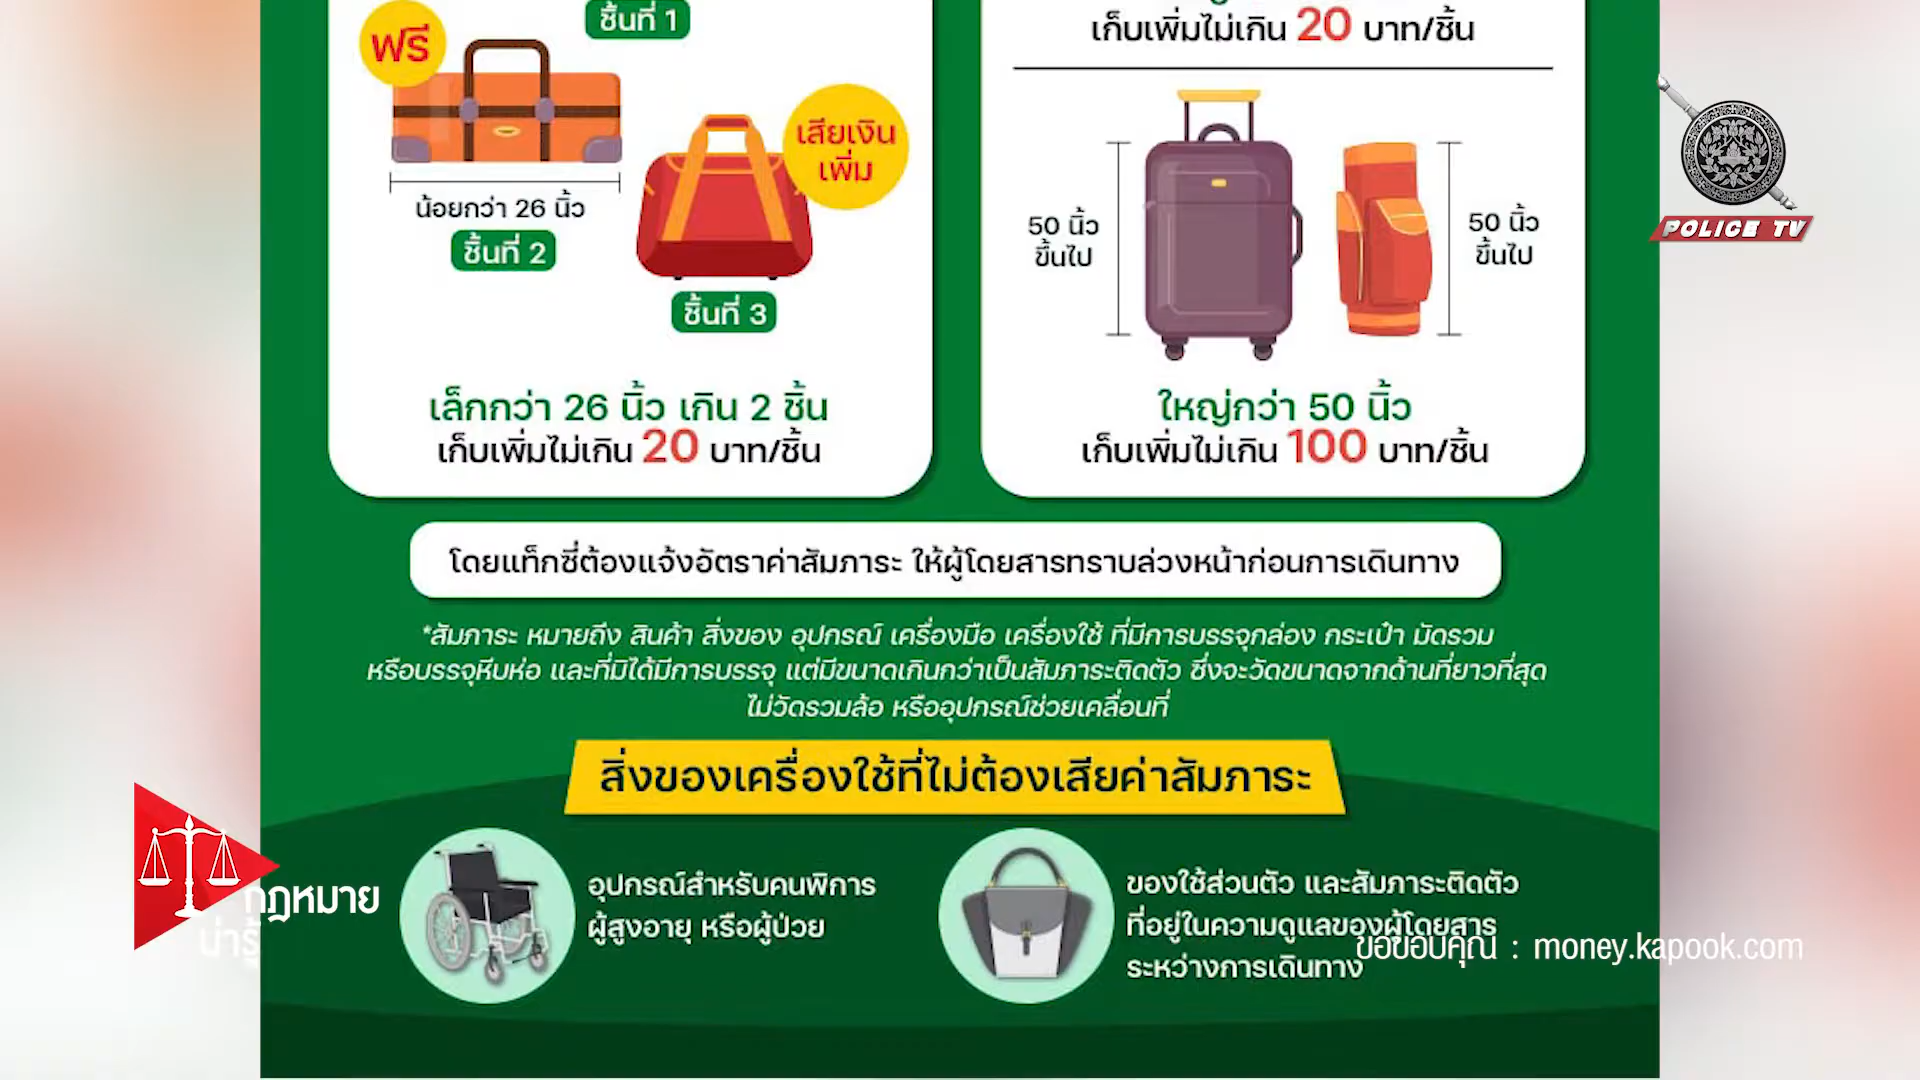 ชิ้นที่ 1
ฟรี
น้อยกว่า 26 นิ้ว
ชิ้นที่ 2
เสียเงิน
เพิ่ม
ชิ้นที่ 3
เล็กกว่า 26 นิ้ว เกิน 2 ชิ้น
เก็บเพิ่มไม่เกิน 20 บาท/ชิ้น
เก็บเพิ่มไม่เกิน 20 บาท/ชิ้น
50 นิ้ว
ขึ้นไป
50 นิ้ว
ขึ้นไป
ใหญ่กว่า 50 นิ้ว
เก็บเพิ่มไม่เกิน 100 บาท/ชิ้น
POLICE TV
โดยแท็กซี่ต้องแจ้งอัตราค่าสัมภาระ ให้ผู้โดยสารทราบล่วงหน้าก่อนการเดินทาง
*สัมภาระ หมายถึง สินค้า สิ่งของ อุปกรณ์ เครื่องมือ เครื่องใช้ ที่มีการบรรจุกล่อง กระเป๋า มัดรวม
หรือบรรจุหีบห่อ และที่มิได้มีการบรรจุ แต่มีขนาดเกินกว่าเป็นสัมภาระติดตัว ซึ่งจะวัดขนาดจากด้านที่ยาวที่สุด
ไม่วัดรวมล้อ หรืออุปกรณ์ช่วยเคลื่อนที่
สิ่งของเครื่องใช้ที่ไม่ต้องเสียค่าสัมภาระ
อุปกรณ์สำหรับคนพิการ
ผู้สูงอายุ หรือผู้ป่วย
ของใช้ส่วนตัว และสัมภาระติดตัว
ที่อยู่ในความดูแลของผู้โดยสาร
ระหว่างการเดินทาง
กฎหมาย
น่ารู้
ขอขอบคุณ : money.kapook.com